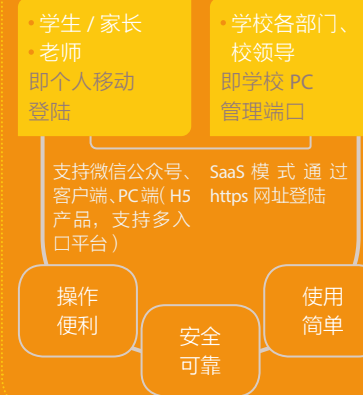 • 学生 / 家长
• 老师
即个人移动
登陆
• 学校各部门、
校领导
即学校 PC
管理端口
支持微信公众号、
客户端、PC 端( H5
产品，支持多入
口平台 )
SaaS 模式通过
https 网址登陆
操作
便利
安全
可靠
使用
简单